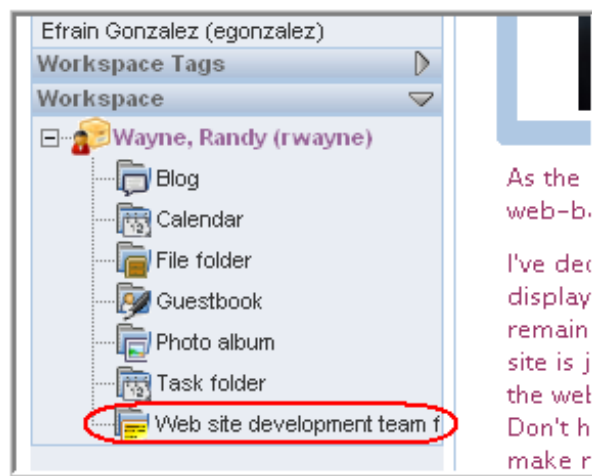 Efrain Gonzalez (egonzalez)
Workspace Tags
Workspace
Wayne, Randy (rwayne)
Blog
Calendar
File folder
Guestbook
Photo album
Task folder
Web site development team f
As the
web-b
I've dec
display
remain
site is j
the web
Don't h
make r